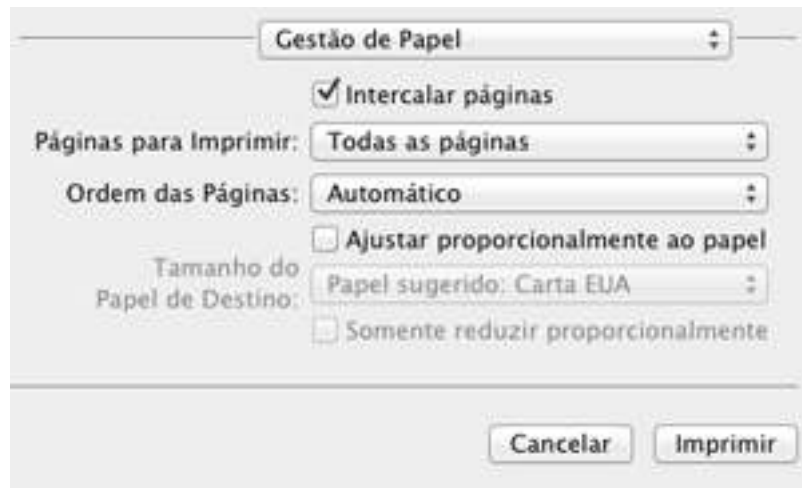 Gestão de Papel
Intercalar páginas
Páginas para Imprimir: Todas as páginas
Ordem das Páginas: Automático
Ajustar proporcionalmente ao papel
Tamanho do
Papel de Destino: Papel sugerido: Carta EUA
Somente reduzir proporcionalmente
Cancelar Imprimir